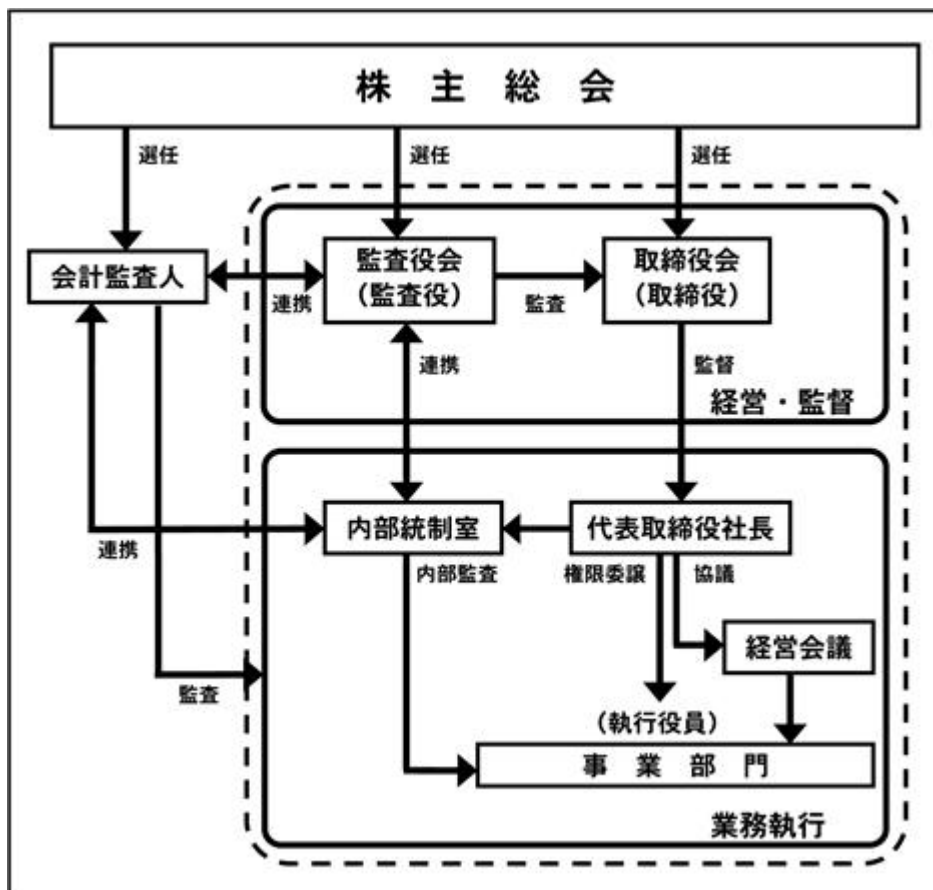 株 主 総 会
選任
選任
選任
会計監査人
連携
監査役会
(監査役)
監査
取締役会
(取締役)
連携
監督
経営・監督
内部統制室
代表取締役社長
連携
内部監査
権限委譲
協議
経営会議
監査
(執行役員)
事 業 部 門
業務執行